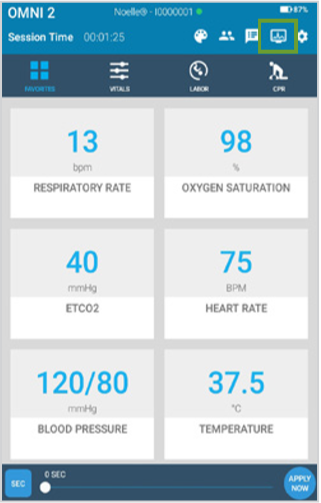 OMNI 2
Noelle® - I0000001
87%
Session Time 00:01:25
FAVORITES VITALS LABOR CPR
13 98
bpm %
RESPIRATORY RATE OXYGEN SATURATION
40 75
mmHg BPM
ETCO2 HEART RATE
120/80 37.5
mmHg °C
BLOOD PRESSURE TEMPERATURE
0 SEC
SEC APPLY
NOW